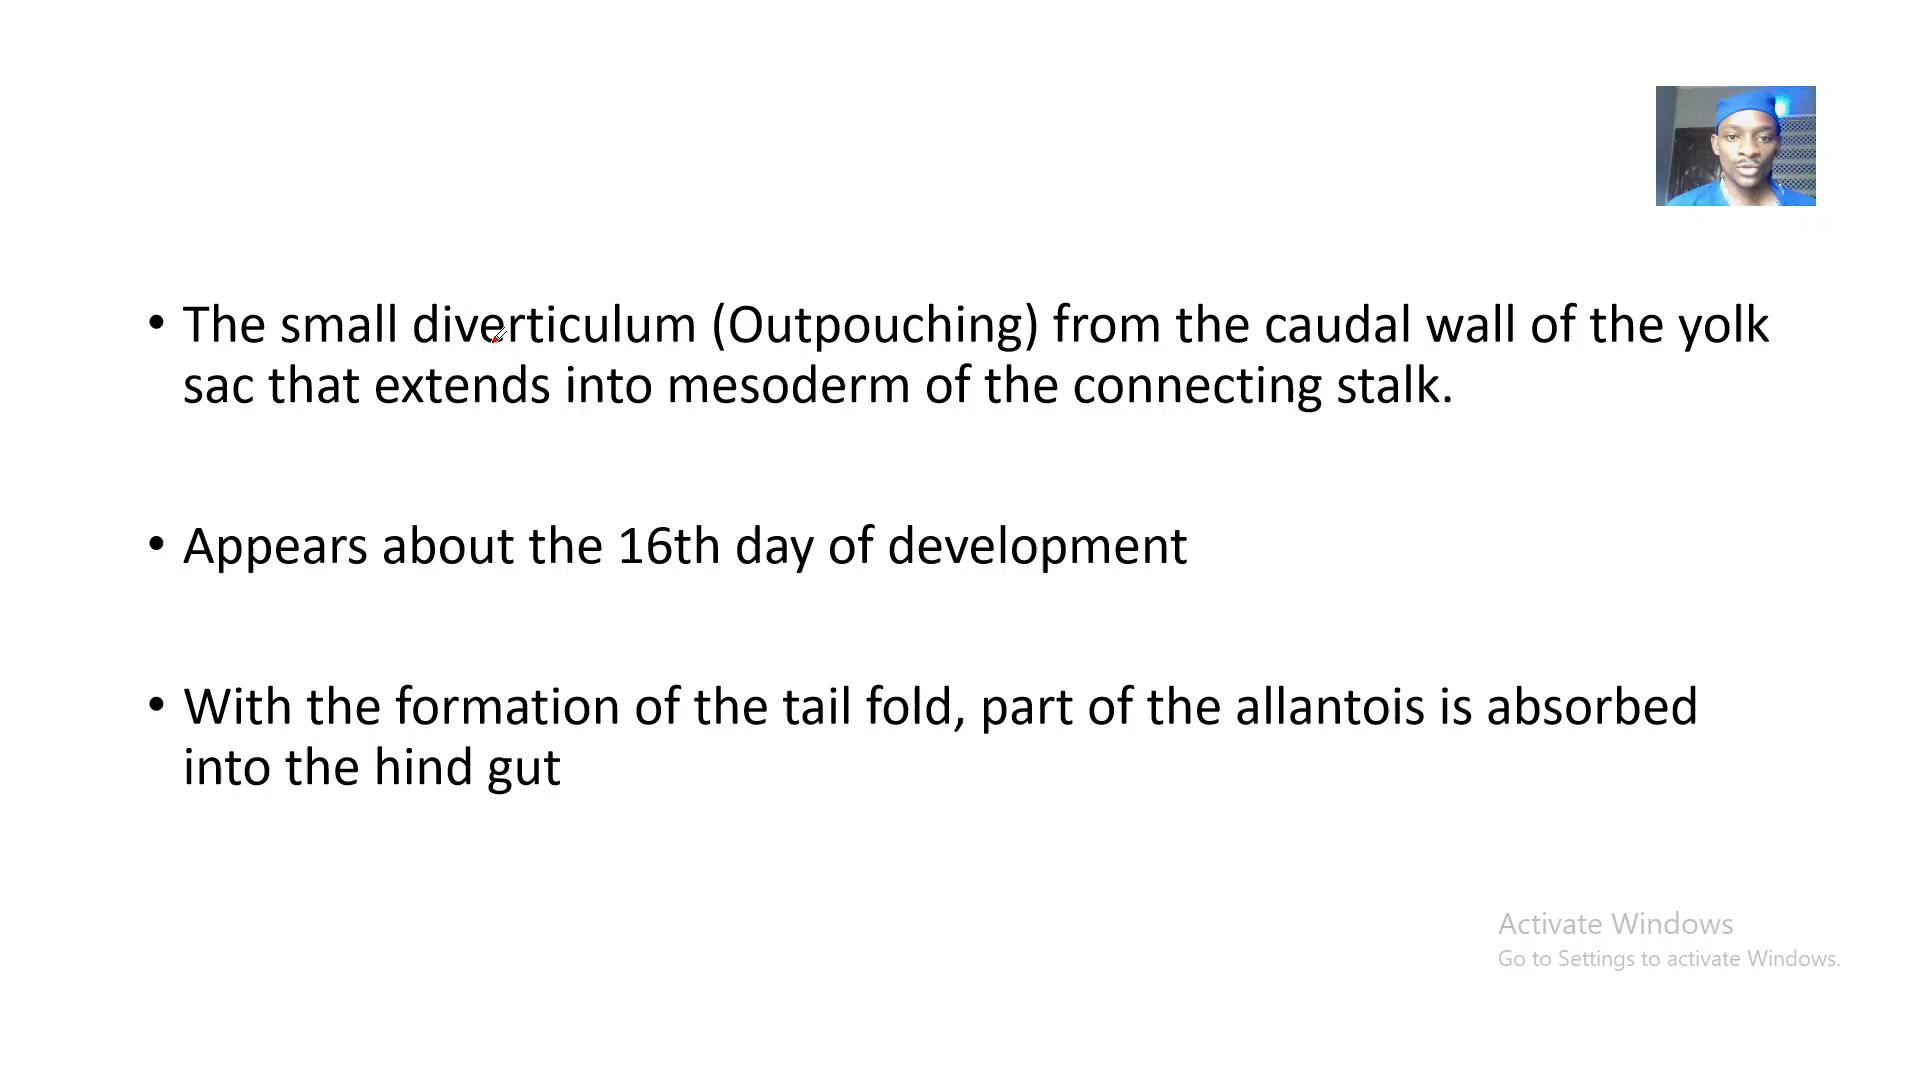 • The small diverticulum (Outpouching) from the caudal wall of the yolk
sac that extends into mesoderm of the connecting stalk.
• Appears about the 16th day of development
• With the formation of the tail fold, part of the allantois is absorbed
into the hind gut
Activate Windows
Go to Settings to activate Windows.